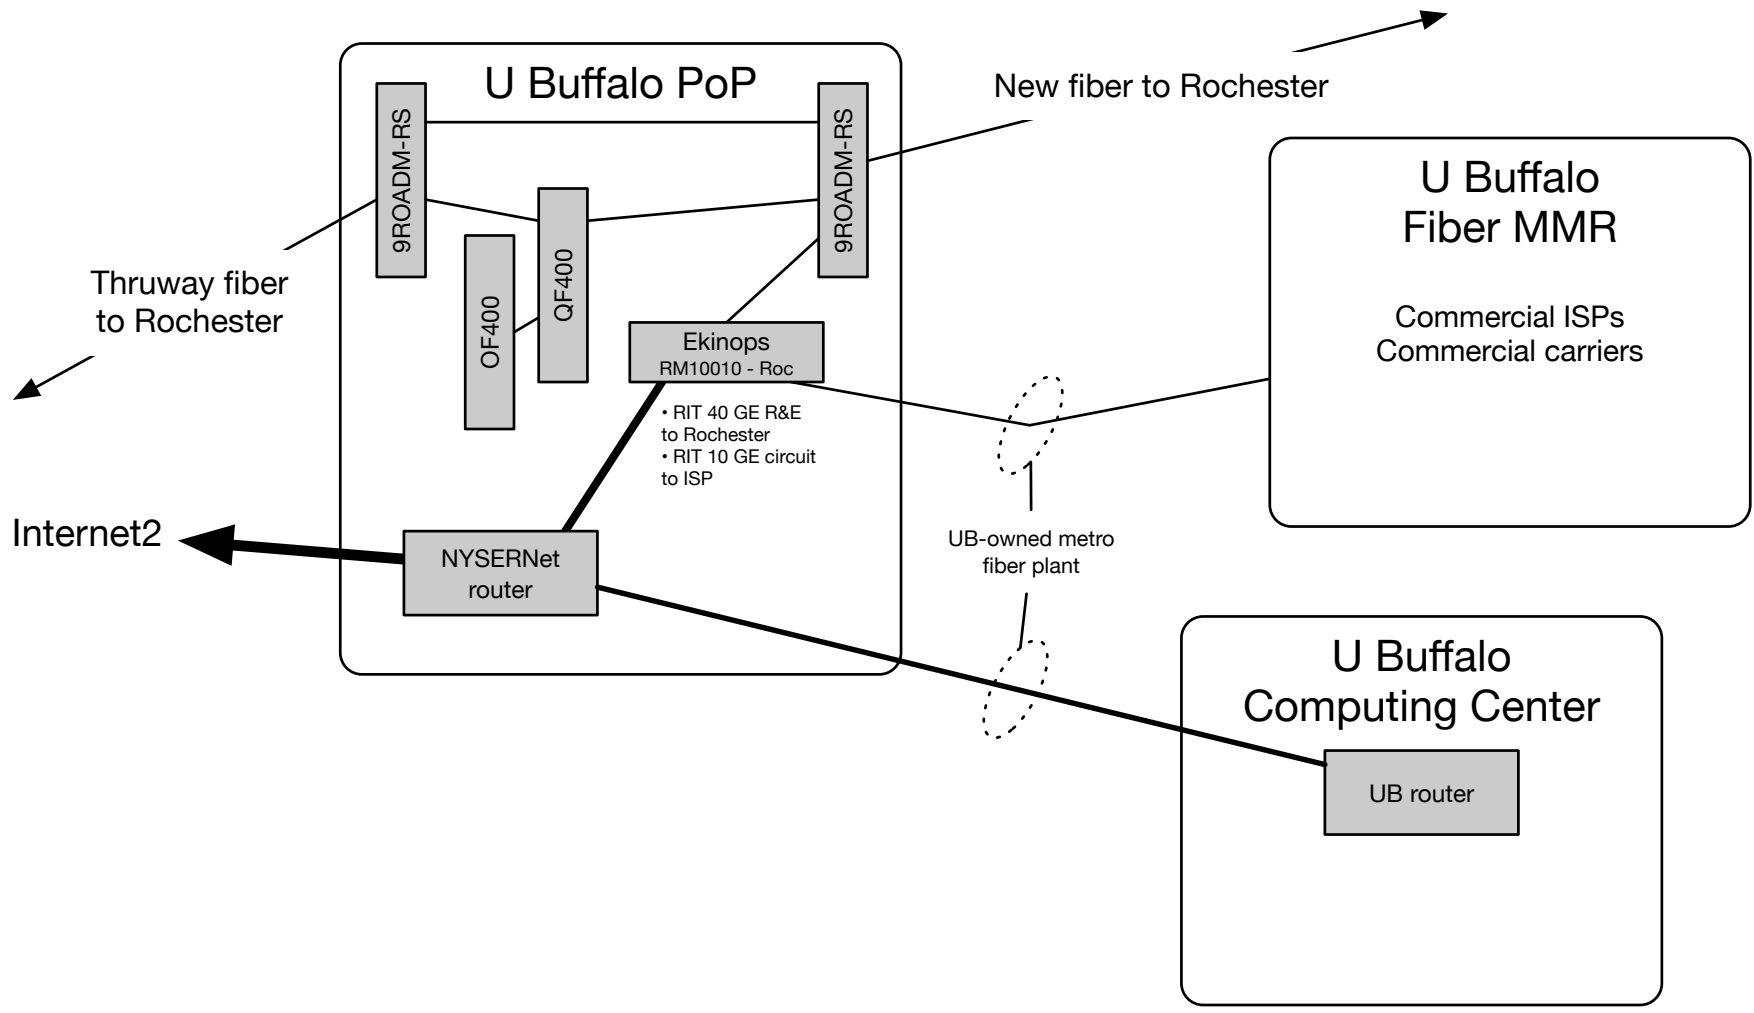 U Buffalo PoP
New fiber to Rochester
9ROADM-RS
9ROADM-RS
QF400
OF400
Thruway fiber
to Rochester
Ekinops
RM10010 - Roc
• RIT 40 GE R&E
to Rochester
• RIT 10 GE circuit
to ISP
U Buffalo
Fiber MMR
Commercial ISPs
Commercial carriers
Internet2
NYSERNet
router
UB-owned metro
fiber plant
U Buffalo
Computing Center
UB router